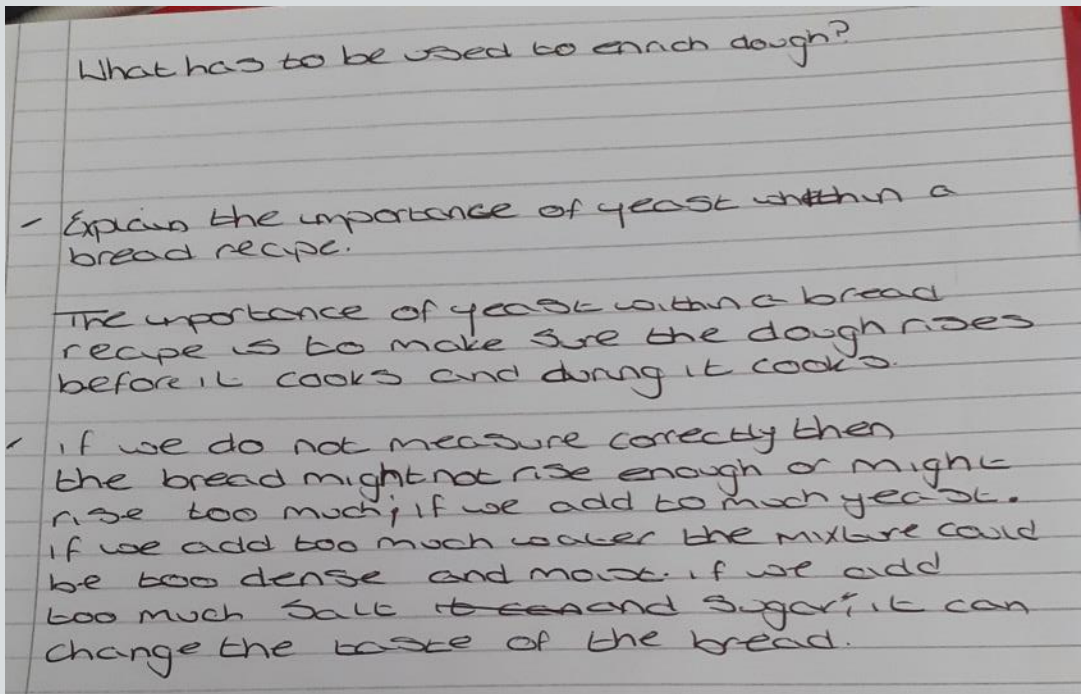 What has to be used to enrich dough?
- Explain the importance of yeast within a
bread recipe.
The importance of yeast within a bread
recipe is to make sure the dough rises
before it cooks and during it cooks.
- if we do not measure correctly then
the bread might not rise enough or might
rise too much; if we add to much yeast.
if we add too much water the mixture could
be too dense and moist. if we add
too much salt and sugar; it can
change the taste of the bread.